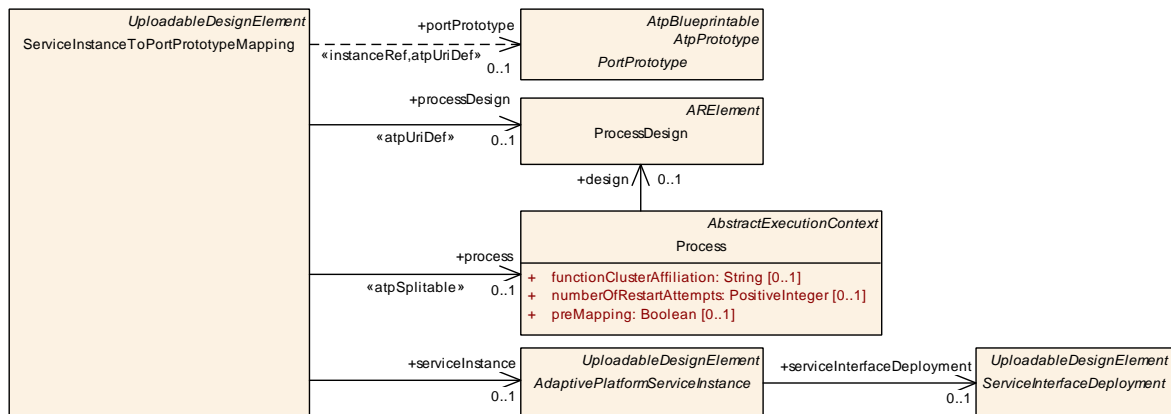 UploadableDesignElement
ServiceInstanceToPortPrototypeMapping
+portPrototype
«instanceRef,atpUriDef»
0..1
AtpBlueprintable
AtpPrototype
PortPrototype
+processDesign
«atpUriDef»
0..1
ARElement
ProcessDesign
+design
0..1
+process
«atpSplitable»
0..1
AbstractExecutionContext
Process
+ functionClusterAffiliation: String [0..1]
+ numberOfRestartAttempts: PositiveInteger [0..1]
+ preMapping: Boolean [0..1]
+serviceInstance
0..1
UploadableDesignElement
AdaptivePlatformServiceInstance
+serviceInterfaceDeployment
0..1
UploadableDesignElement
ServiceInterfaceDeployment